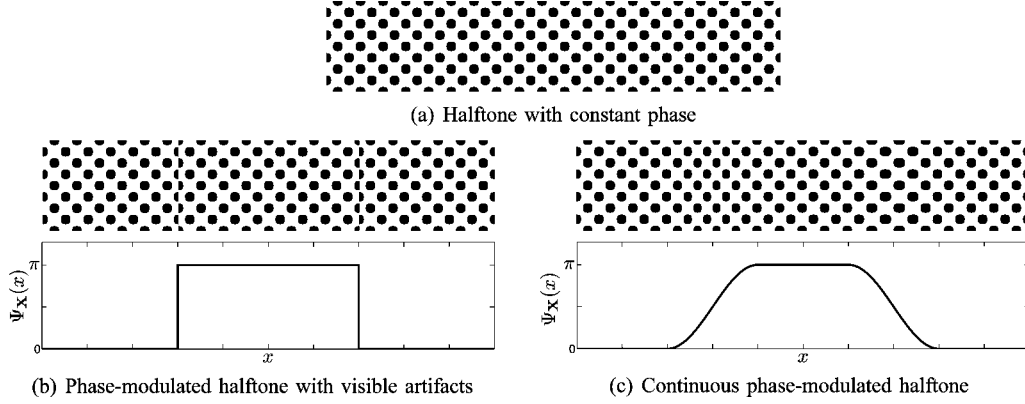 (a) Halftone with constant phase
π
Ψ_X(x)
0
x
(b) Phase-modulated halftone with visible artifacts
π
Ψ_X(x)
0
x
(c) Continuous phase-modulated halftone